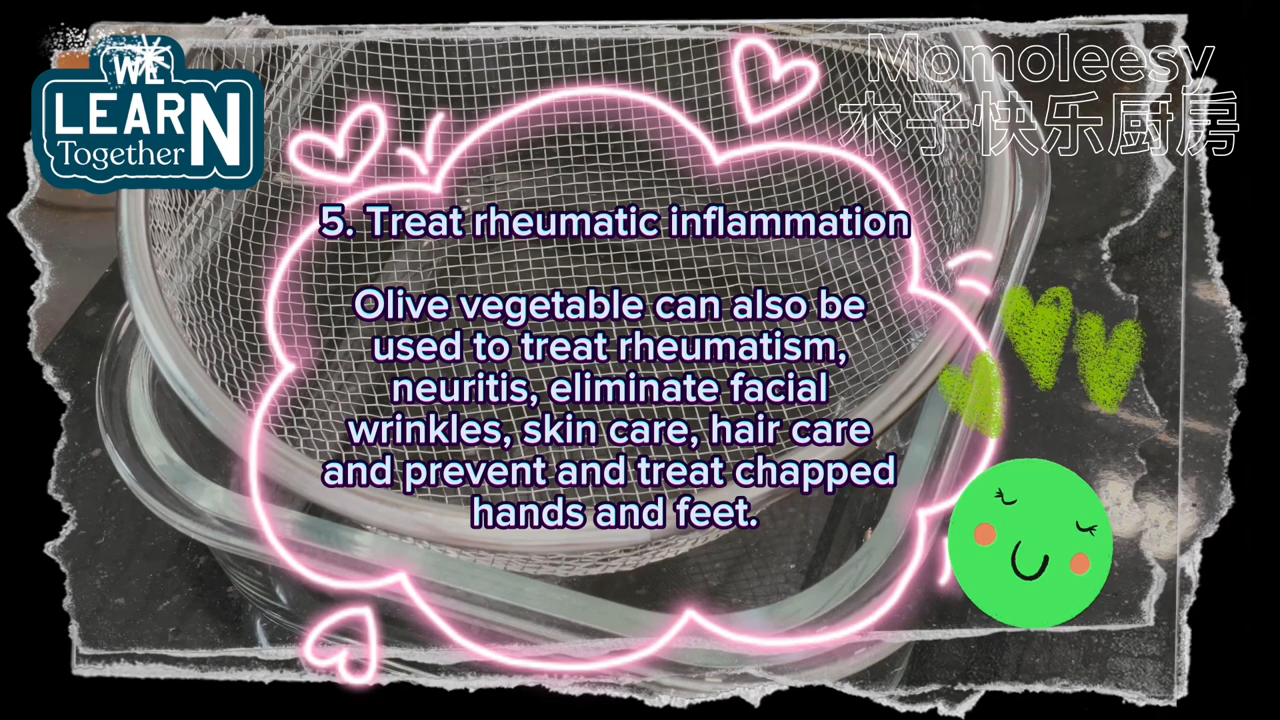 WE
LEARN
Together
Momoleesy
木子快乐厨房
5. Treat rheumatic inflammation
Olive vegetable can also be
used to treat rheumatism,
neuritis, eliminate facial
wrinkles, skin care, hair care
and prevent and treat chapped
hands and feet.